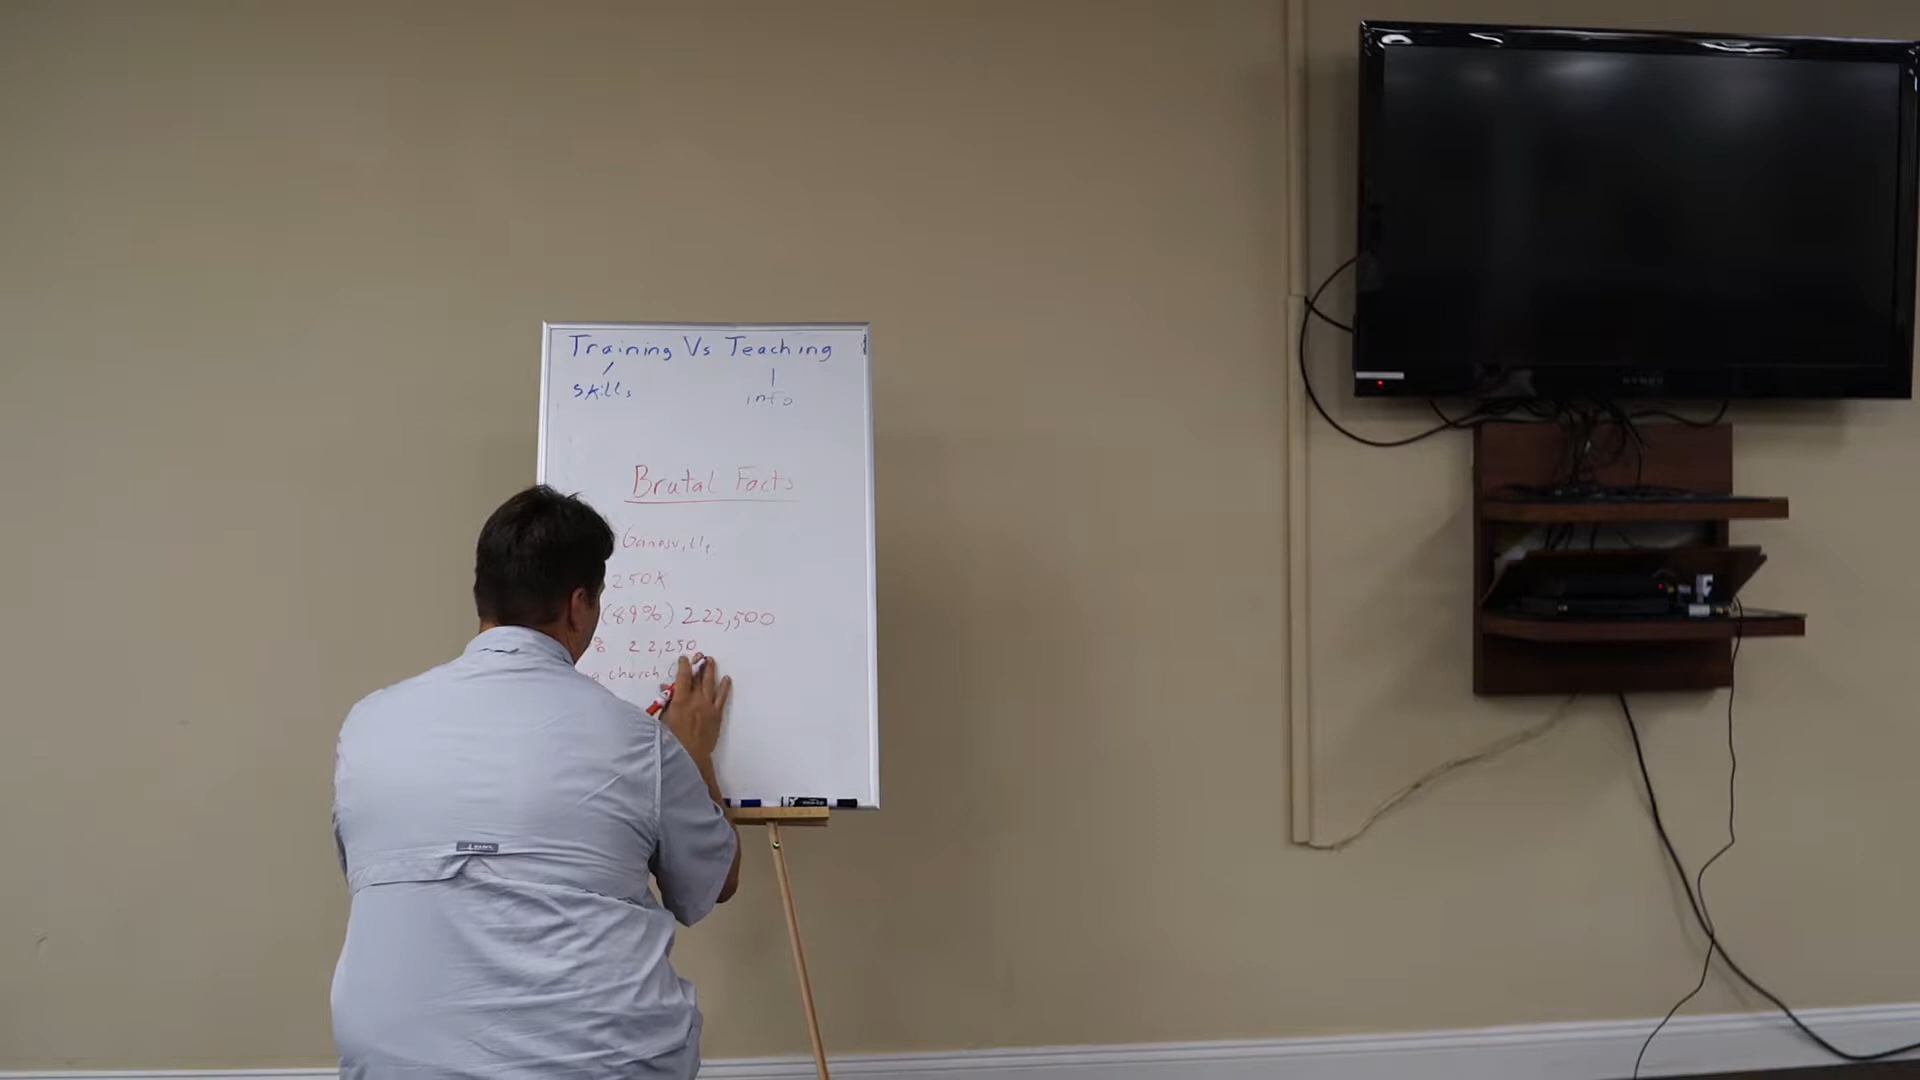 Training Vs Teaching
skills info
Brutal Facts
Gainesville
250K
(89%) 222,500
% 22,250
church (